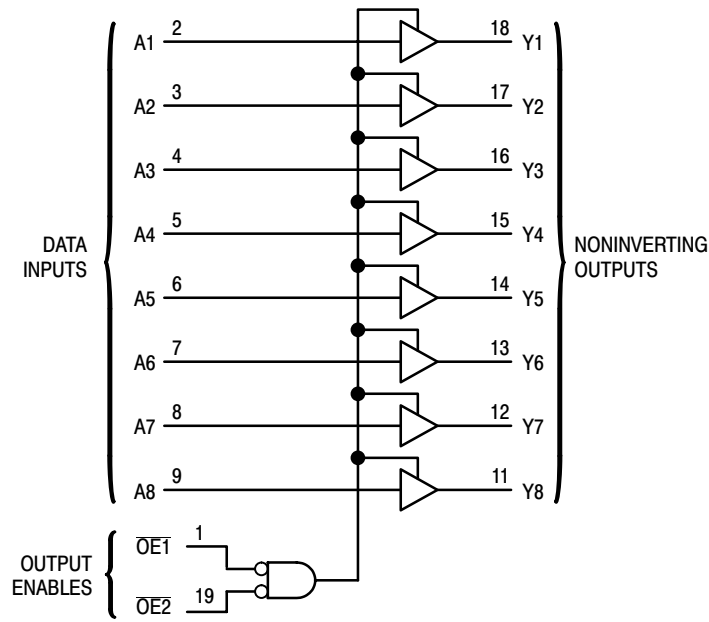 A1 2 18 Y1
A2 3 17 Y2
A3 4 16 Y3
A4 5 15 Y4
DATA
INPUTS
NONINVERTING
OUTPUTS
A5 6 14 Y5
A6 7 13 Y6
A7 8 12 Y7
A8 9 11 Y8
OUTPUT
ENABLES
O̅E̅1̅ 1
O̅E̅2̅ 19